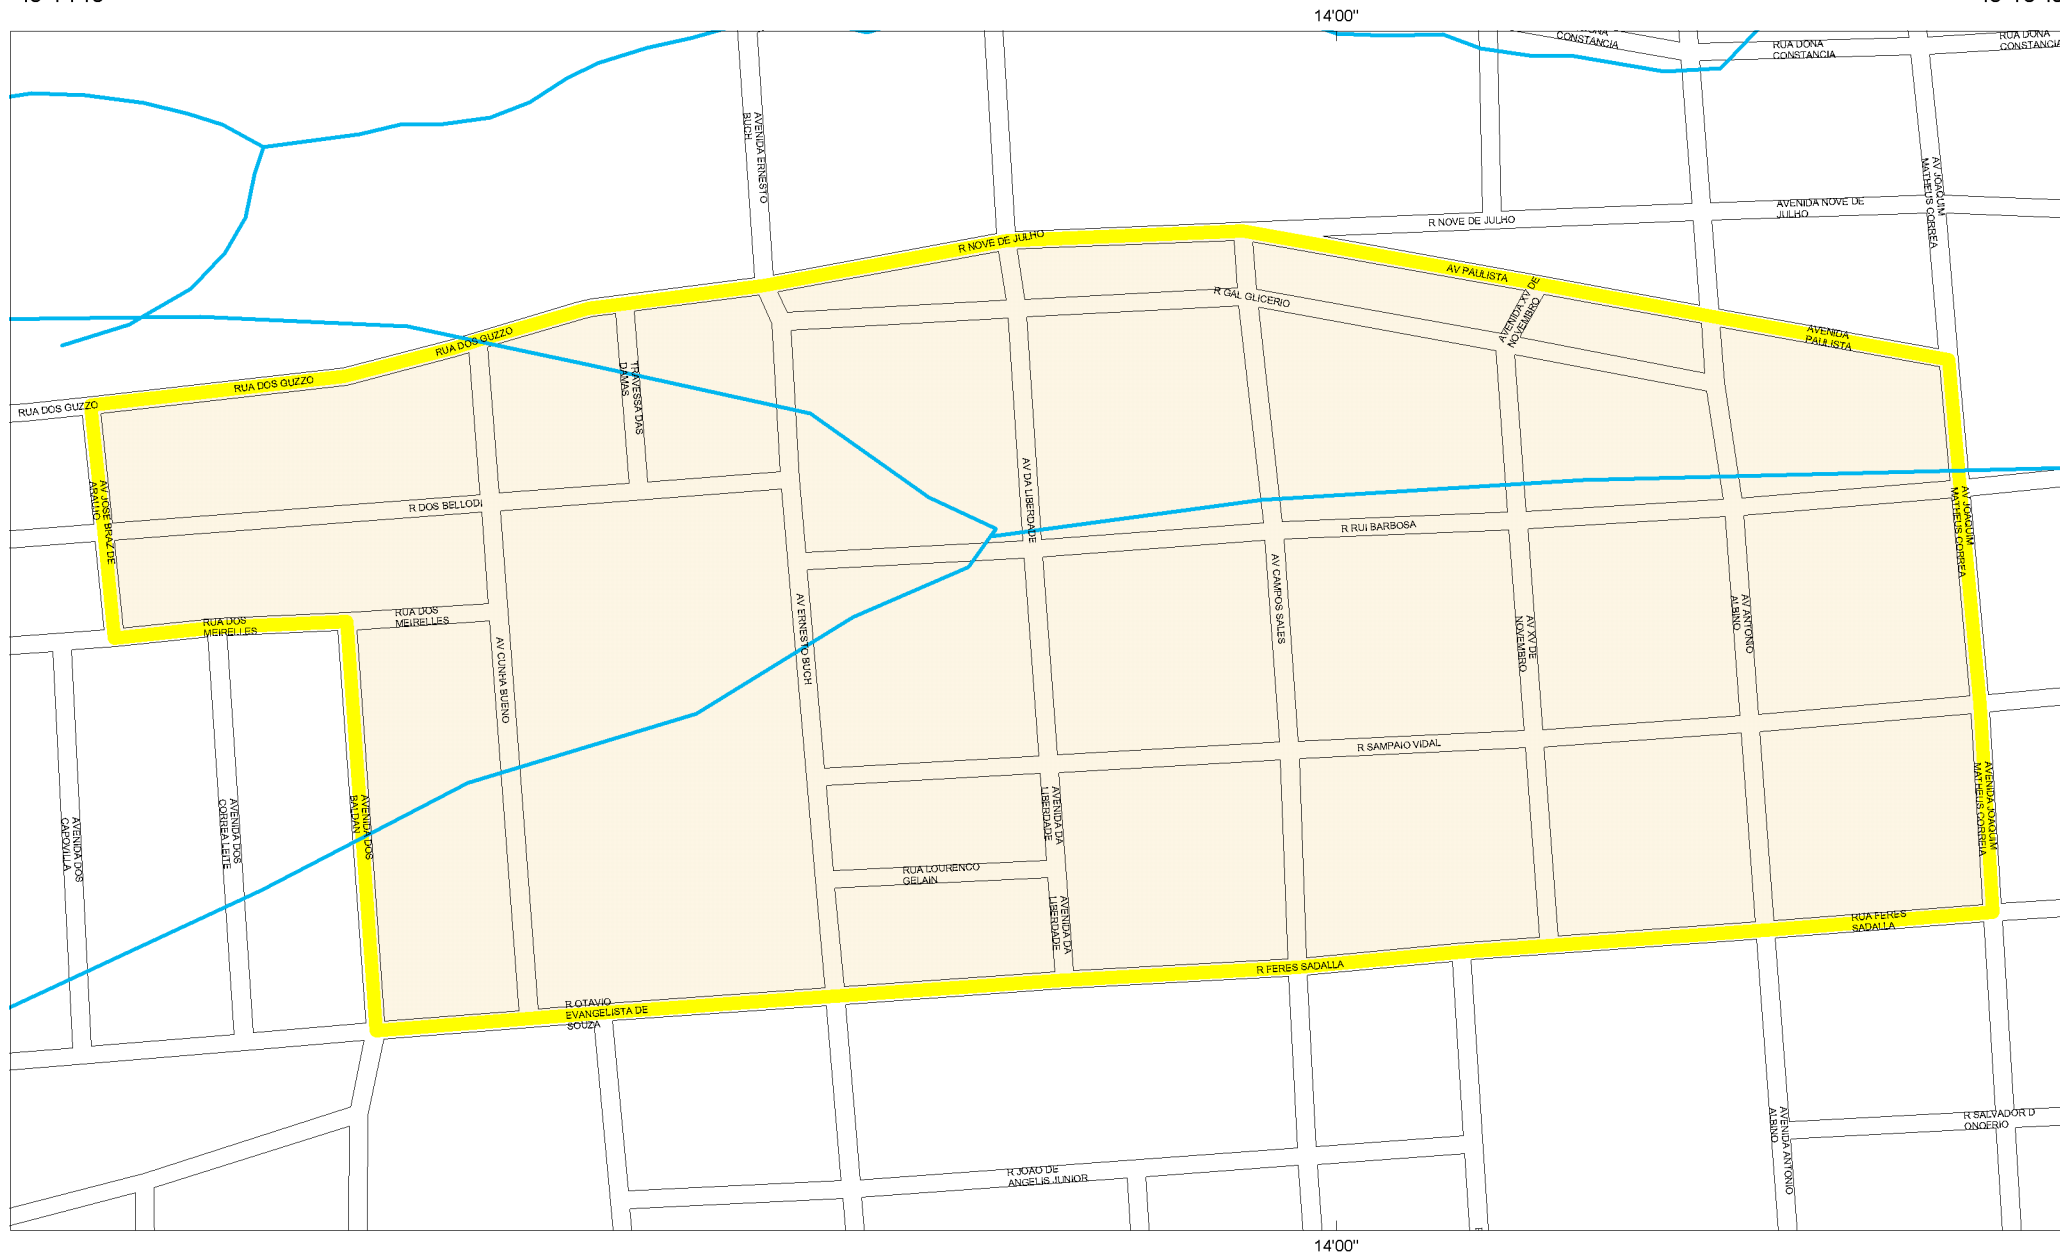 14'00"
CONSTANCIA
RUA DONA
CONSTANCIA
RUA DONA
CONSTANCIA
AVENIDA ERNESTO
BUCH
AV JOAQUIM
MATHEUS CORREA
AVENIDA NOVE DE
JULHO
R NOVE DE JULHO
R NOVE DE JULHO
AV PAULISTA
R GAL GLICERIO
AVENIDA XV DE
NOVEMBRO
AVENIDA
PAULISTA
RUA DOS GUZZO
RUA DOS GUZZO
RUA DOS GUZZO
TRAVESSA DAS
DAMAS
AV JOSE BRAZ DE
ARAUJO
R DOS BELLODI
AV DA LIBERDADE
R RUI BARBOSA
AV JOAQUIM
MATHEUS CORREA
RUA DOS
MEIRELLES
RUA DOS
MEIRELLES
AV CUNHA BUENO
AV ERNESTO BUCH
AV CAMPOS SALES
AV XV DE
NOVEMBRO
AV ANTONIO
ALBINO
R SAMPAIO VIDAL
AVENIDA DOS
CAPOVILLA
AVENIDA DOS
CORREA LEITE
AVENIDA DOS
BALDAN
AVENIDA DA
LIBERDADE
AVENIDA JOAQUIM
MATHEUS CORREIA
RUA LOURENCO
GELAIN
AVENIDA DA
LIBERDADE
RUA FERES
SADALLA
R FERES SADALLA
R OTAVIO
EVANGELISTA DE
SOUZA
AVENIDA ANTONIO
ALBINO
R SALVADOR D
ONOFRIO
R JOAO DE
ANGELIS JUNIOR
14'00"